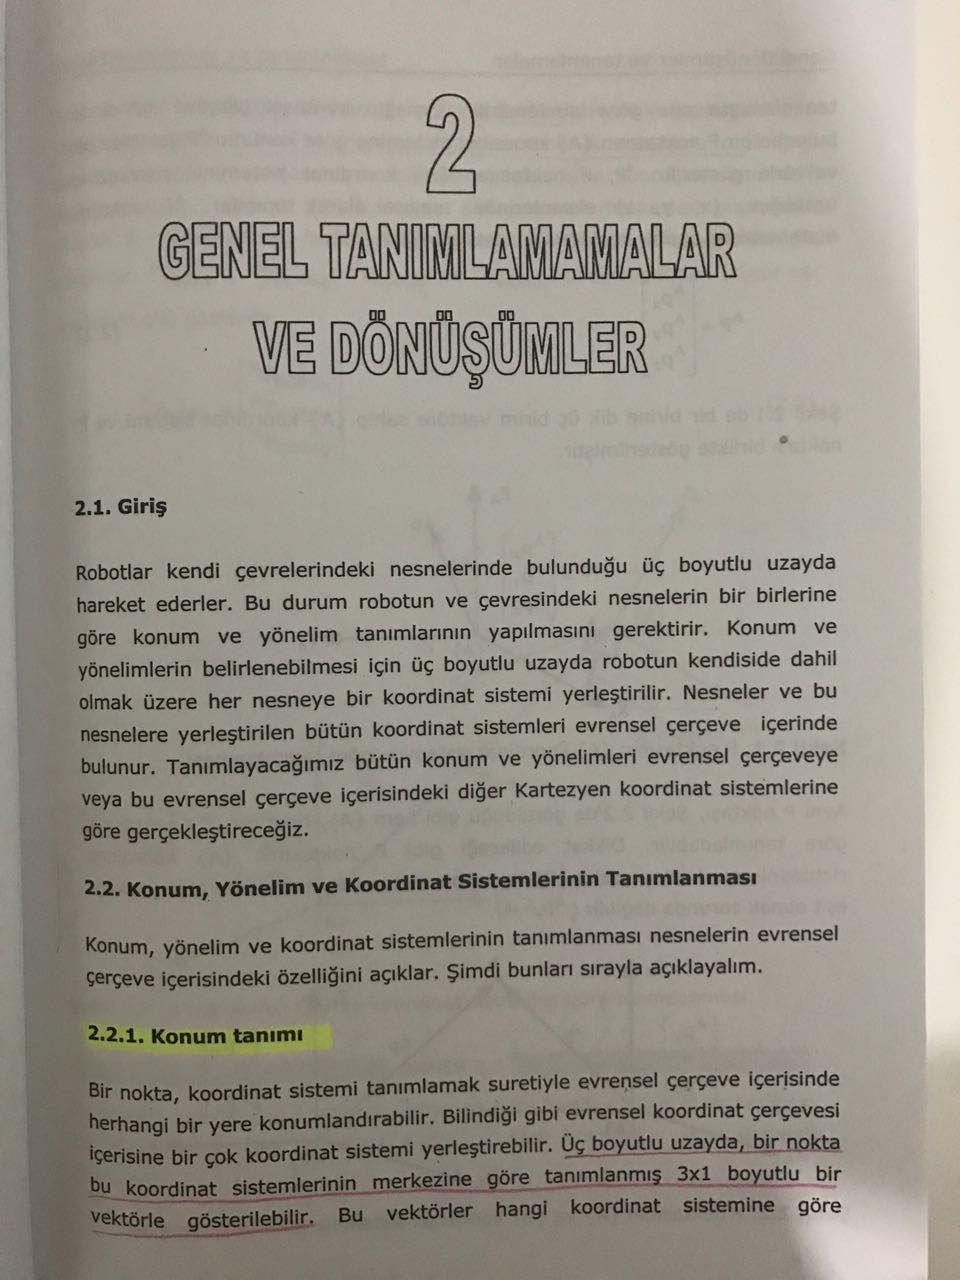 2
GENEL TANIMLAMAMALAR
VE DÖNÜŞÜMLER
2.1. Giriş
Robotlar kendi çevrelerindeki nesnelerinde bulunduğu üç boyutlu uzayda
hareket ederler. Bu durum robotun ve çevresindeki nesnelerin bir birlerine
göre konum ve yönelim tanımlarının yapılmasını gerektirir. Konum ve
yönelimlerin belirlenebilmesi için üç boyutlu uzayda robotun kendiside dahil
olmak üzere her nesneye bir koordinat sistemi yerleştirilir. Nesneler ve bu
nesnelere yerleştirilen bütün koordinat sistemleri evrensel çerçeve içerinde
bulunur. Tanımlayacağımız bütün konum ve yönelimleri evrensel çerçeveye
veya bu evrensel çerçeve içerisindeki diğer Kartezyen koordinat sistemlerine
göre gerçekleştireceğiz.
2.2. Konum, Yönelim ve Koordinat Sistemlerinin Tanımlanması
Konum, yönelim ve koordinat sistemlerinin tanımlanması nesnelerin evrensel
çerçeve içerisindeki özelliğini açıklar. Şimdi bunları sırayla açıklayalım.
2.2.1. Konum tanımı
Bir nokta, koordinat sistemi tanımlamak suretiyle evrensel çerçeve içerisinde
herhangi bir yere konumlandırabilir. Bilindiği gibi evrensel koordinat çerçevesi
içerisine bir çok koordinat sistemi yerleştirebilir. Üç boyutlu uzayda, bir nokta
bu koordinat sistemlerinin merkezine göre tanımlanmış 3x1 boyutlu bir
vektörle gösterilebilir. Bu vektörler hangi koordinat sistemine göre